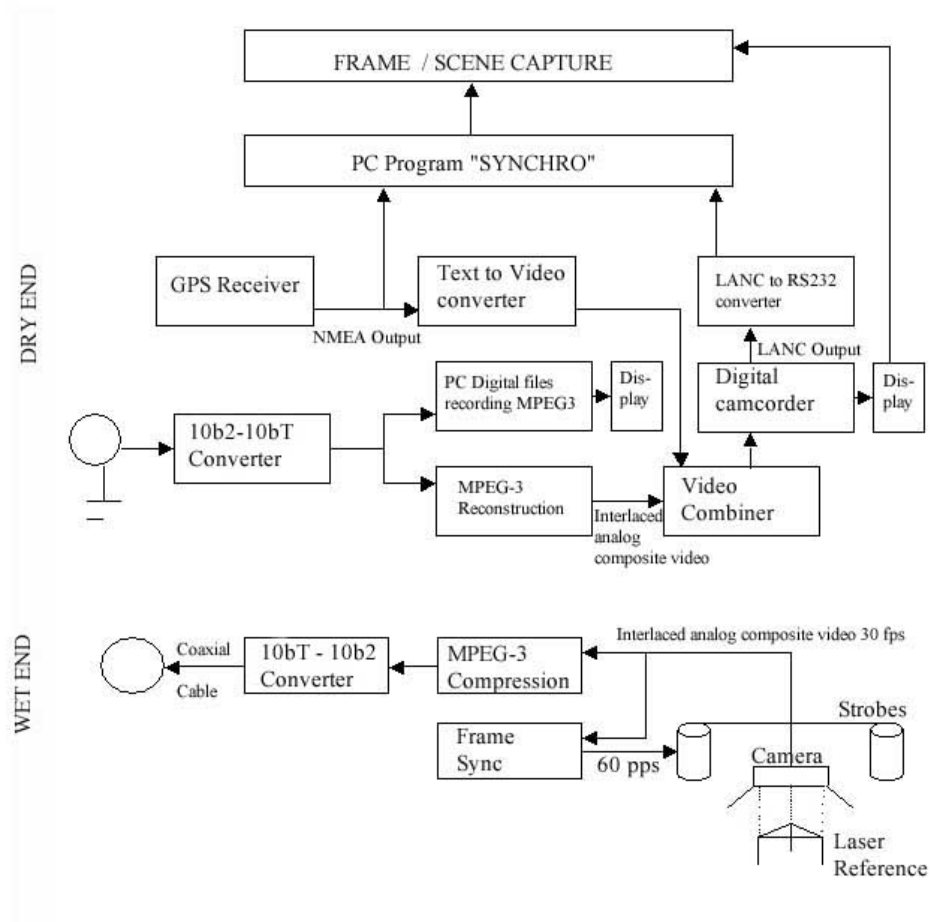 FRAME / SCENE CAPTURE
PC Program "SYNCHRO"
DRY END
GPS Receiver
NMEA Output
Text to Video
converter
LANC to RS232
converter
LANC Output
PC Digital files
recording MPEG3
Dis-
play
Digital
camcorder
Dis-
play
10b2-10bT
Converter
MPEG-3
Reconstruction
Interlaced
analog
composite video
Video
Combiner
WET END
Coaxial
Cable
10bT - 10b2
Converter
MPEG-3
Compression
Interlaced analog composite video 30 fps
Frame
Sync
60 pps
Strobes
Camera
Laser
Reference